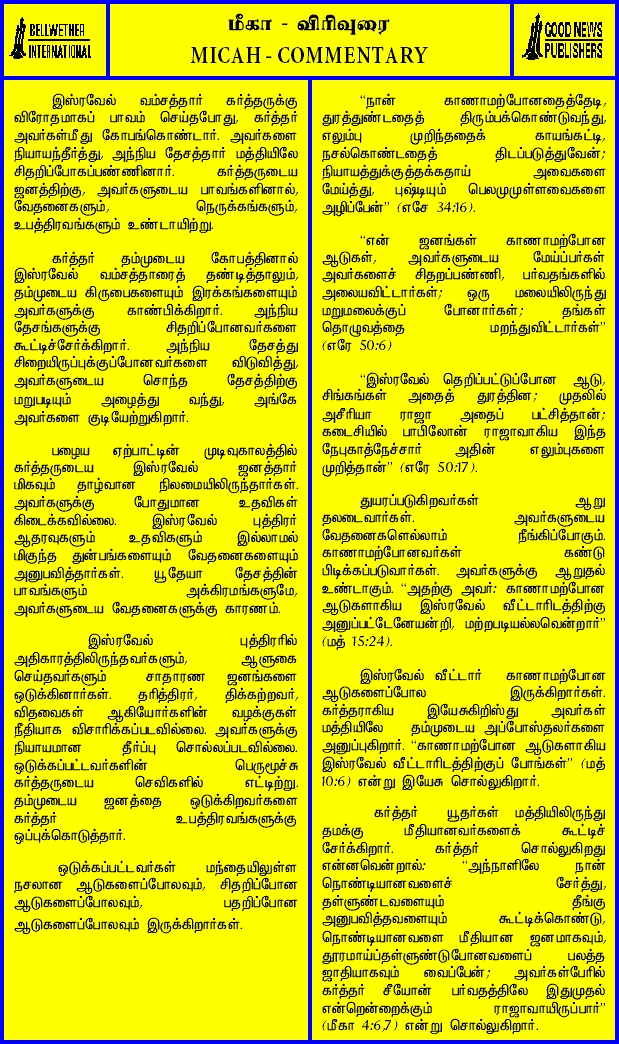 BELLWETHER
INTERNATIONAL
மீகா - விரிவுரை
MICAH - COMMENTARY
GOOD NEWS
PUBLISHERS
இஸ்ரவேல் வம்சத்தார் கர்த்தருக்கு
விரோதமாகப் பாவம் செய்தபோது, கர்த்தர்
அவர்கள்மீது கோபங்கொண்டார். அவர்களை
நியாயந்தீர்த்து, அந்நிய தேசத்தார் மத்தியிலே
சிதறிப்போகப்பண்ணினார். கர்த்தருடைய
ஜனத்திற்கு, அவர்களுடைய பாவங்களினால்,
வேதனைகளும், நெருக்கங்களும்,
உபத்திரவங்களும் உண்டாயிற்று.
கர்த்தர் தம்முடைய கோபத்தினால்
இஸ்ரவேல் வம்சத்தாரைத் தண்டித்தாலும்,
தம்முடைய கிருபைகளையும் இரக்கங்களையும்
அவர்களுக்கு காண்பிக்கிறார். அந்நிய
தேசங்களுக்கு சிதறிப்போனவர்களை
கூட்டிச்சேர்க்கிறார். அந்நிய தேசத்து
சிறையிருப்புக்குப்போனவர்களை விடுவித்து,
அவர்களுடைய சொந்த தேசத்திற்கு
மறுபடியும் அழைத்து வந்து, அங்கே
அவர்களை குடியேற்றுகிறார்.
பழைய ஏற்பாட்டின் முடிவுகாலத்தில்
கர்த்தருடைய இஸ்ரவேல் ஜனத்தார்
மிகவும் தாழ்வான நிலமையிலிருந்தார்கள்.
அவர்களுக்கு போதுமான உதவிகள்
கிடைக்கவில்லை. இஸ்ரவேல் புத்திரர்
ஆதரவுகளும் உதவிகளும் இல்லாமல்
மிகுந்த துன்பங்களையும் வேதனைகளையும்
அனுபவித்தார்கள். யூதேயா தேசத்தின்
பாவங்களும் அக்கிரமங்களுமே,
அவர்களுடைய வேதனைகளுக்கு காரணம்.
இஸ்ரவேல் புத்திரரில்
அதிகாரத்திலிருந்தவர்களும், ஆளுகை
செய்தவர்களும் சாதாரண ஜனங்களை
ஒடுக்கினார்கள். தரித்திரர், திக்கற்றவர்,
விதவைகள் ஆகியோர்களின் வழக்குகள்
நீதியாக விசாரிக்கப்படவில்லை. அவர்களுக்கு
நியாயமான தீர்ப்பு சொல்லப்படவில்லை.
ஒடுக்கப்பட்டவர்களின் பெருமூச்சு
கர்த்தருடைய செவிகளில் எட்டிற்று.
தம்முடைய ஜனத்தை ஒடுக்கிறவர்களை
கர்த்தர் உபத்திரவங்களுக்கு
ஒப்புக்கொடுத்தார்.
ஒடுக்கப்பட்டவர்கள் மந்தையிலுள்ள
நசலான ஆடுகளைப்போலவும், சிதறிப்போன
ஆடுகளைப்போலவும், பதறிப்போன
ஆடுகளைப்போலவும் இருக்கிறார்கள்.
“நான் காணாமற்போனதைத்தேடி,
துரத்துண்டதைத் திரும்பக்கொண்டுவந்து,
எலும்பு முறிந்ததைக் காயங்கட்டி,
நசல்கொண்டதைத் திடப்படுத்துவேன்;
நியாயத்துக்குத்தக்கதாய் அவைகளை
மேய்த்து, புஷ்டியும் பெலமுமுள்ளவைகளை
அழிப்பேன்” (எசே 34:16).
“என் ஜனங்கள் காணாமற்போன
ஆடுகள், அவர்களுடைய மேய்ப்பர்கள்
அவர்களைச் சிதறப்பண்ணி, பர்வதங்களில்
அலையவிட்டார்கள்; ஒரு மலையிலிருந்து
மறுமலைக்குப் போனார்கள்; தங்கள்
தொழுவத்தை மறந்துவிட்டார்கள்”
(எரே 50:6)
“இஸ்ரவேல் தெறிப்பட்டுப்போன ஆடு,
சிங்கங்கள் அதைத் துரத்தின; முதலில்
அசீரியா ராஜா அதைப் பட்சித்தான்;
கடைசியில் பாபிலோன் ராஜாவாகிய இந்த
நேபுகாத்நேச்சார் அதின் எலும்புகளை
முறித்தான்” (எரே 50:17).
துயரப்படுகிறவர்கள் ஆறு
தலடைவார்கள். அவர்களுடைய
வேதனைகளெல்லாம் நீங்கிப்போகும்.
காணாமற்போனவர்கள் கண்டு
பிடிக்கப்படுவார்கள். அவர்களுக்கு ஆறுதல்
உண்டாகும். “அதற்கு அவர்: காணாமற்போன
ஆடுகளாகிய இஸ்ரவேல் வீட்டாரிடத்திற்கு
அனுப்பட்டேனேயன்றி, மற்றபடியல்லவென்றார்”
(மத் 15:24).
இஸ்ரவேல் வீட்டார் காணாமற்போன
ஆடுகளைப்போல இருக்கிறார்கள்.
கர்த்தராகிய இயேசுகிறிஸ்து அவர்கள்
மத்தியிலே தம்முடைய அப்போஸ்தலர்களை
அனுப்புகிறார். “காணாமற்போன ஆடுகளாகிய
இஸ்ரவேல் வீட்டாரிடத்திற்குப் போங்கள்” (மத்
10:6) என்று இயேசு சொல்லுகிறார்.
கர்த்தர் யூதர்கள் மத்தியிலிருந்து
தமக்கு மீதியானவர்களைக் கூட்டிச்
சேர்க்கிறார். கர்த்தர் சொல்லுகிறது
என்னவென்றால்: “அந்நாளிலே நான்
நொண்டியானவளைச் சேர்த்து,
தள்ளுண்டவளையும் தீங்கு
அனுபவித்தவளையும் கூட்டிக்கொண்டு,
நொண்டியானவளை மீதியான ஜனமாகவும்,
தூரமாய்த்தள்ளுண்டுபோனவளைப் பலத்த
ஜாதியாகவும் வைப்பேன்; அவர்கள்பேரில்
கர்த்தர் சீயோன் பர்வதத்திலே இதுமுதல்
என்றென்றைக்கும் ராஜாவாயிருப்பார்”
(மீகா 4:6,7) என்று சொல்லுகிறார்.